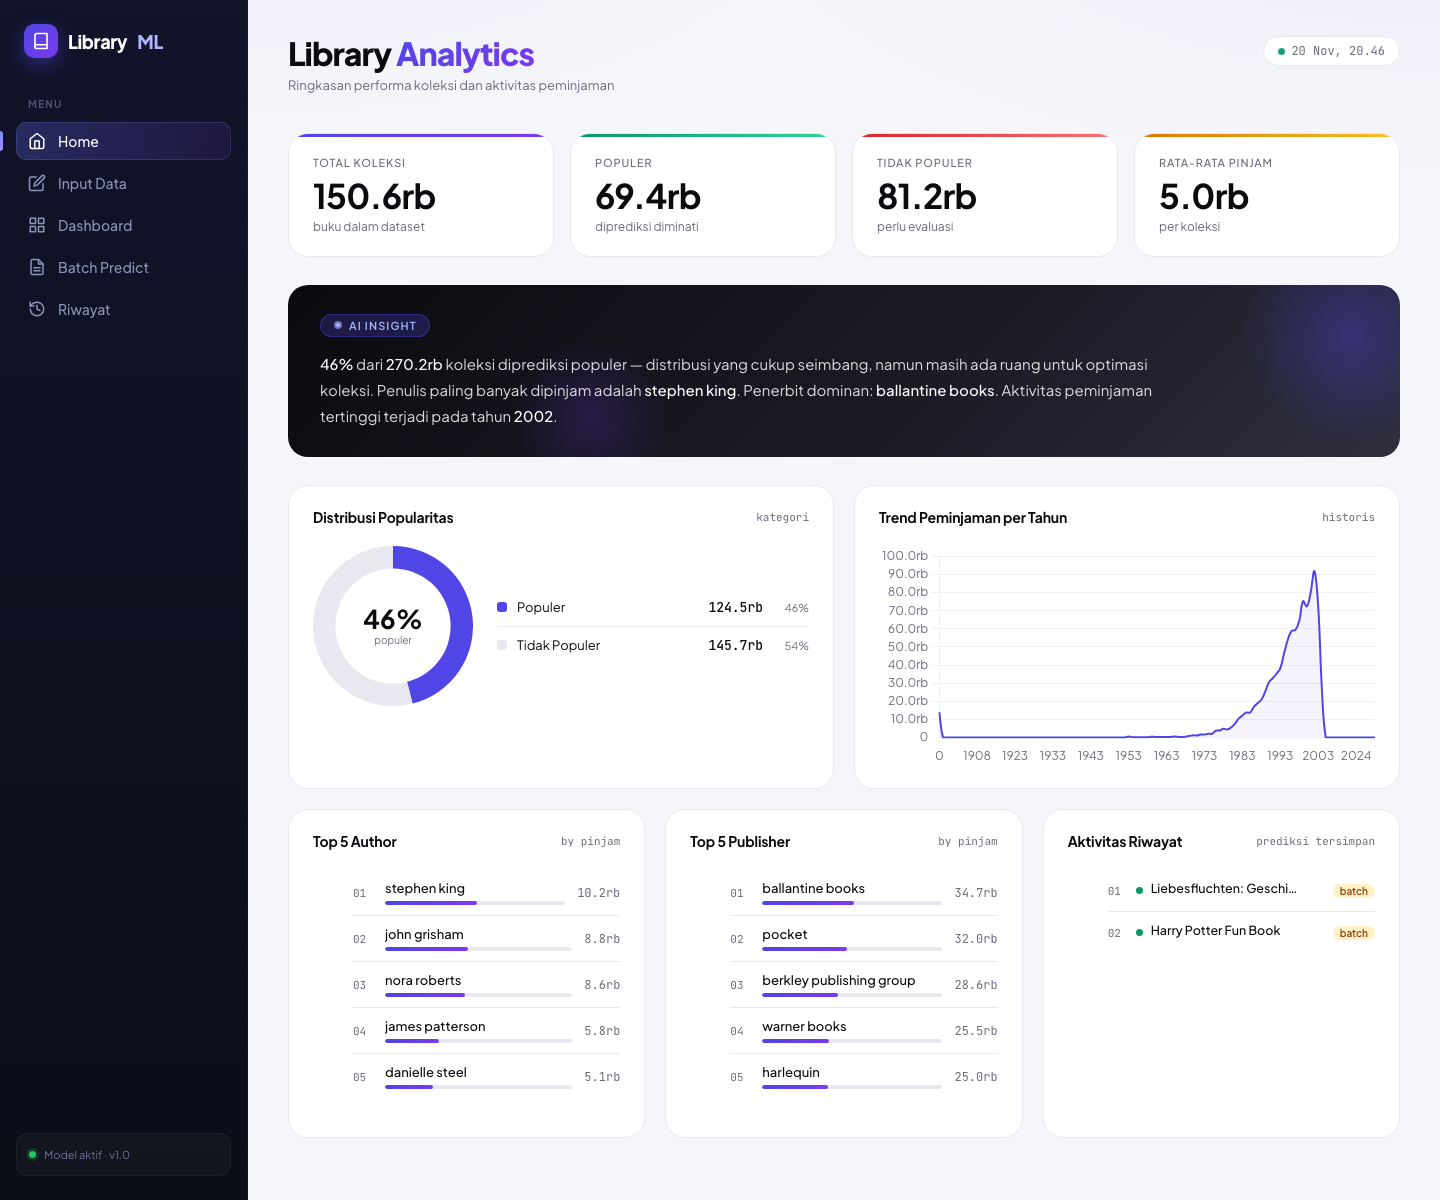 Library ML
MENU
Home
Input Data
Dashboard
Batch Predict
Riwayat
Model aktif · v1.0
Library Analytics
Ringkasan performa koleksi dan aktivitas peminjaman
20 Nov, 20.46
TOTAL KOLEKSI
150.6rb
buku dalam dataset
POPULER
69.4rb
diprediksi diminati
TIDAK POPULER
81.2rb
perlu evaluasi
RATA-RATA PINJAM
5.0rb
per koleksi
AI INSIGHT
46% dari 270.2rb koleksi diprediksi populer — distribusi yang cukup seimbang, namun masih ada ruang untuk optimasi
koleksi. Penulis paling banyak dipinjam adalah stephen king. Penerbit dominan: ballantine books. Aktivitas peminjaman
tertinggi terjadi pada tahun 2002.
Distribusi Popularitas
kategori
46%
populer
Populer 124.5rb 46%
Tidak Populer 145.7rb 54%
Trend Peminjaman per Tahun
historis
100.0rb
90.0rb
80.0rb
70.0rb
60.0rb
50.0rb
40.0rb
30.0rb
20.0rb
10.0rb
0
0 1908 1923 1933 1943 1953 1963 1973 1983 1993 2003 2024
Top 5 Author
by pinjam
01 stephen king 10.2rb
02 john grisham 8.8rb
03 nora roberts 8.6rb
04 james patterson 5.8rb
05 danielle steel 5.1rb
Top 5 Publisher
by pinjam
01 ballantine books 34.7rb
02 pocket 32.0rb
03 berkley publishing group 28.6rb
04 warner books 25.5rb
05 harlequin 25.0rb
Aktivitas Riwayat
prediksi tersimpan
01 Liebesfluchten: Geschi... batch
02 Harry Potter Fun Book batch